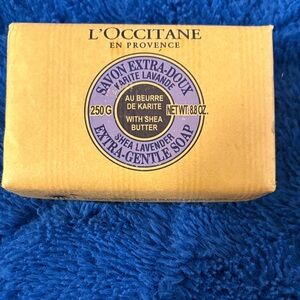 L'OCCITANE
EN PROVENCE
SAVON EXTRA-DOUX
KARITE LAVANDE
250 G
AU BEURRE
DE KARITE
WITH SHEA
BUTTER
NET WT. 8.8 OZ.
SHEA LAVENDER
EXTRA-GENTLE SOAP